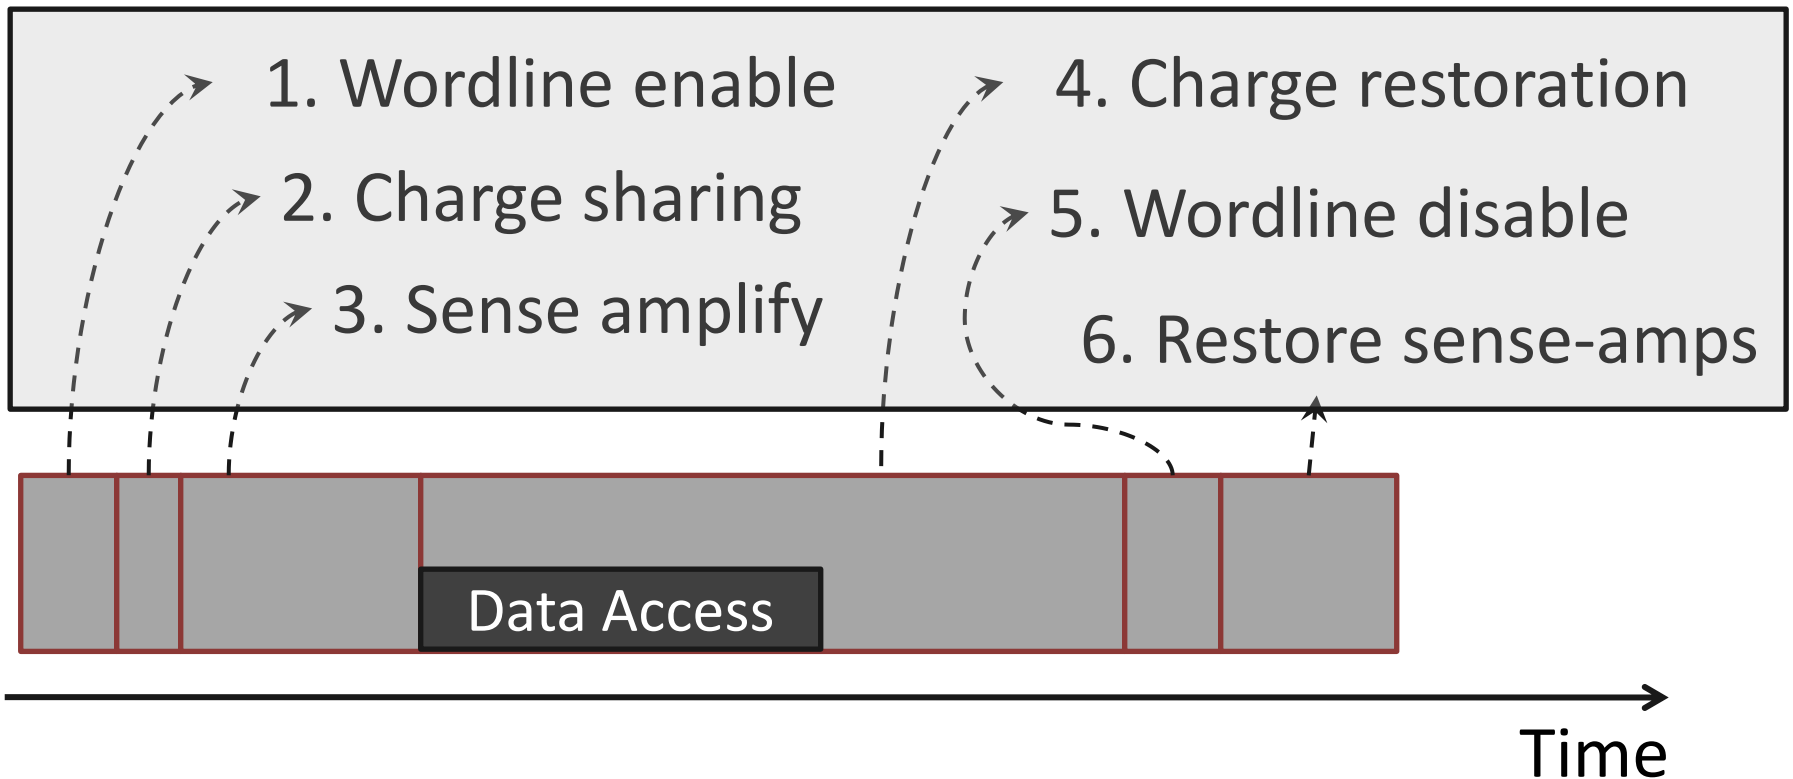 1. Wordline enable
2. Charge sharing
3. Sense amplify
4. Charge restoration
5. Wordline disable
6. Restore sense-amps
Data Access
Time